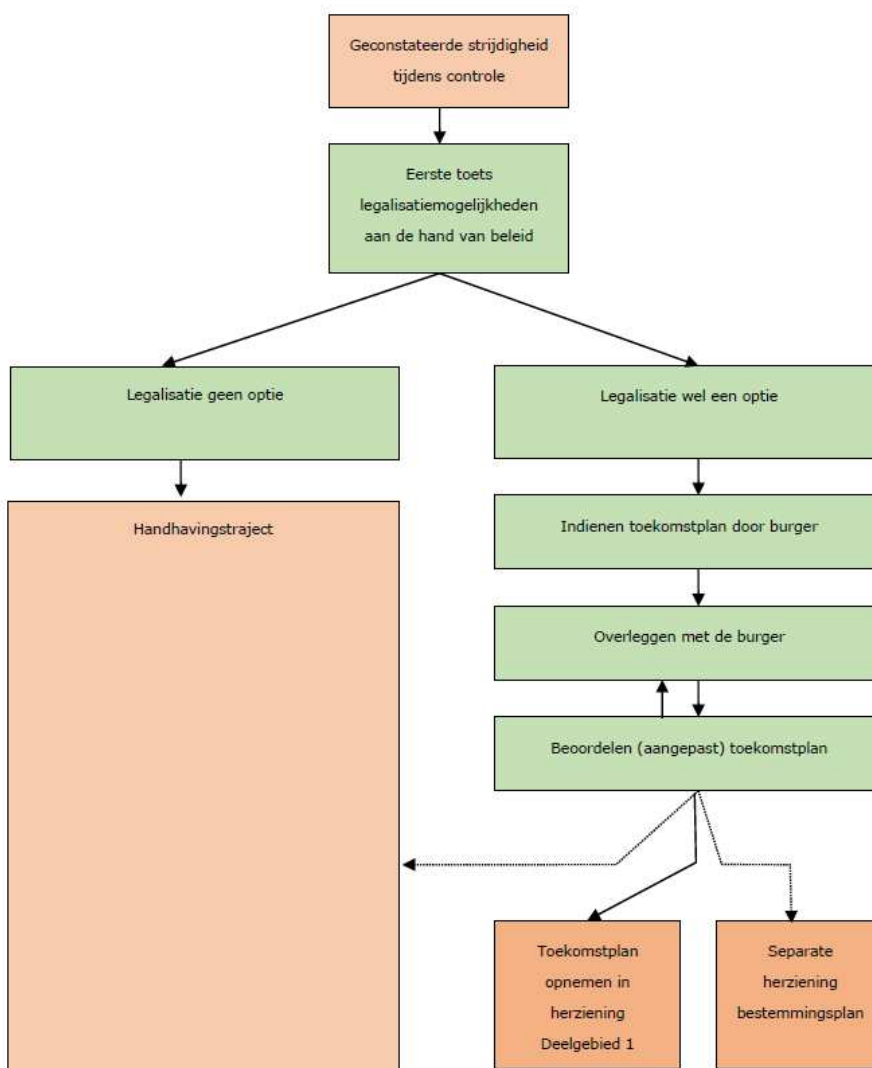 Geconstateerde strijdigheid
tijdens controle
Eerste toets
legalisatiemogelijkheden
aan de hand van beleid
Legalisatie geen optie
Legalisatie wel een optie
Handhavingstraject
Indienen toekomstplan door burger
Overleggen met de burger
Beoordelen (aangepast) toekomstplan
Toekomstplan
opnemen in
herziening
Deelgebied 1
Separate
herziening
bestemmingsplan